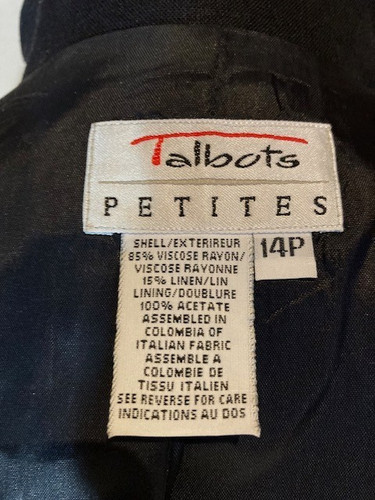 Talbots
PETITES
14P
SHELL/EXTERIREUR
85% VISCOSE RAYON/
VISCOSE RAYONNE
15% LINEN/LIN
LINING/DOUBLURE
100% ACETATE
ASSEMBLED IN
COLOMBIA OF
ITALIAN FABRIC
ASSEMBLE A
COLOMBIE DE
TISSU ITALIEN
SEE REVERSE FOR CARE
INDICATIONS AU DOS